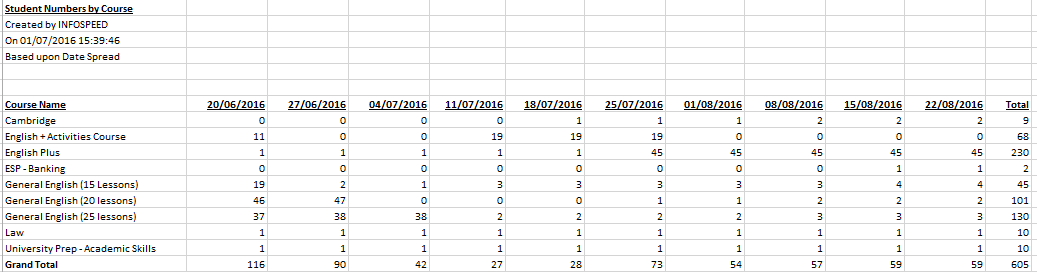 Student Numbers by Course
Created by INFOSPEED
On 01/07/2016 15:39:46
Based upon Date Spread
Course Name 20/06/2016 27/06/2016 04/07/2016 11/07/2016 18/07/2016 25/07/2016 01/08/2016 08/08/2016 15/08/2016 22/08/2016 Total
Cambridge 0 0 0 0 1 1 1 2 2 2 9
English + Activities Course 11 0 0 19 19 19 0 0 0 0 68
English Plus 1 1 1 1 1 45 45 45 45 45 230
ESP - Banking 0 0 0 0 0 0 0 0 1 1 2
General English (15 Lessons) 19 2 1 3 3 3 3 3 4 4 45
General English (20 lessons) 46 47 0 0 0 1 1 2 2 2 101
General English (25 lessons) 37 38 38 2 2 2 2 3 3 3 130
Law 1 1 1 1 1 1 1 1 1 1 10
University Prep - Academic Skills 1 1 1 1 1 1 1 1 1 1 10
Grand Total 116 90 42 27 28 73 54 57 59 59 605